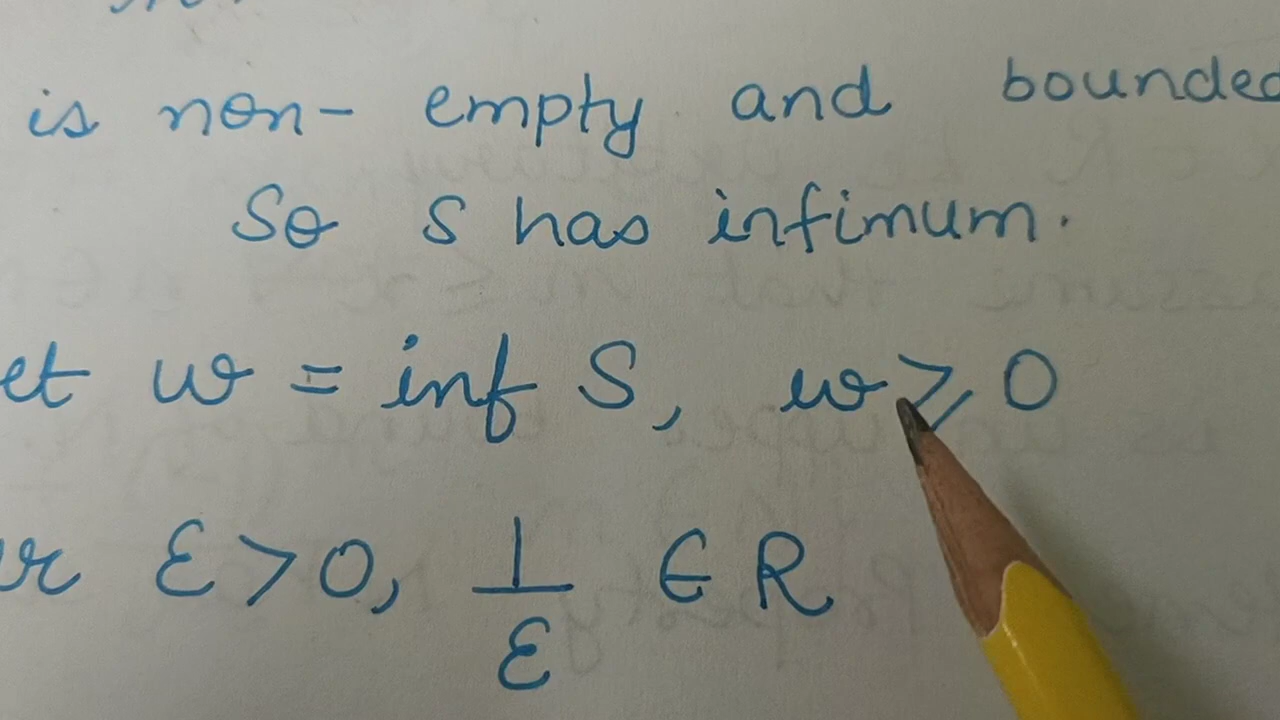 is non- empty and bounded
So S has infimum.
et w = inf S, w ⩾ 0
r ε > 0, 1/ε ∈ R